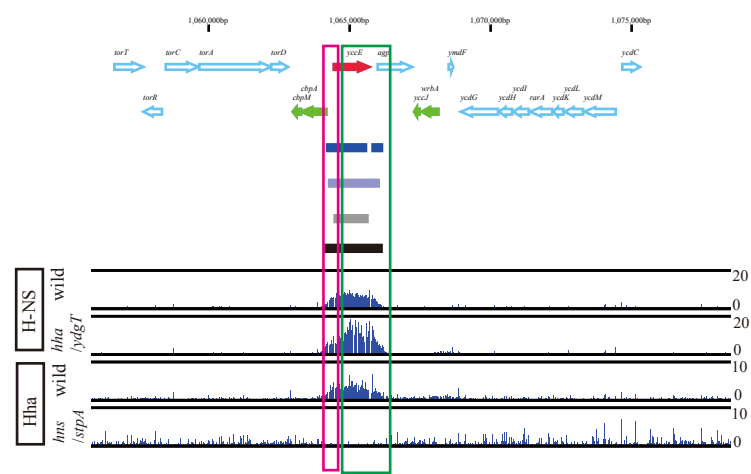 1,060,000bp 1,065,000bp 1,070,000bp 1,075,000bp
torT torC torA torD yccE agp ymdF ycdC
cbpA wrbA ycdI ycdL
torR cbpM yccJ ycdG ycdH rarA ycdK ycdM
H-NS
wild
20
0
hha
/ydgT
20
0
Hha
wild
10
0
hns
/stpA
10
0